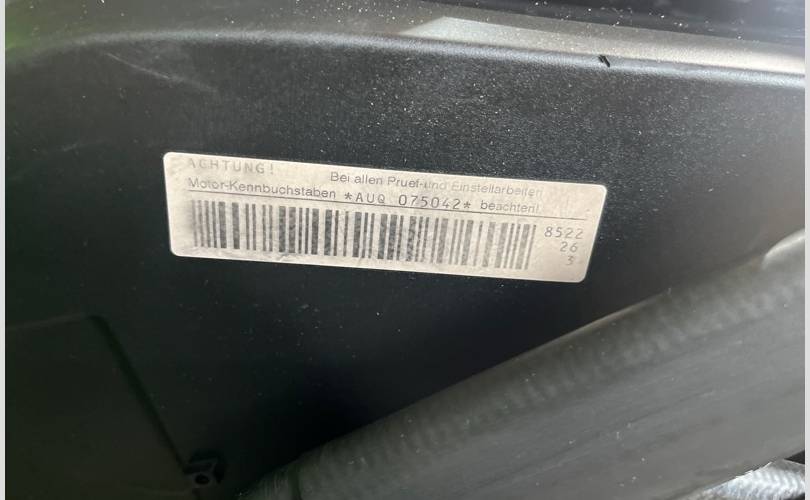 ACHTUNG! Bei allen Pruef-und Einstellarbeiten
Motor-Kennbuchstaben *AUQ 075042* beachten!
8522
26
3